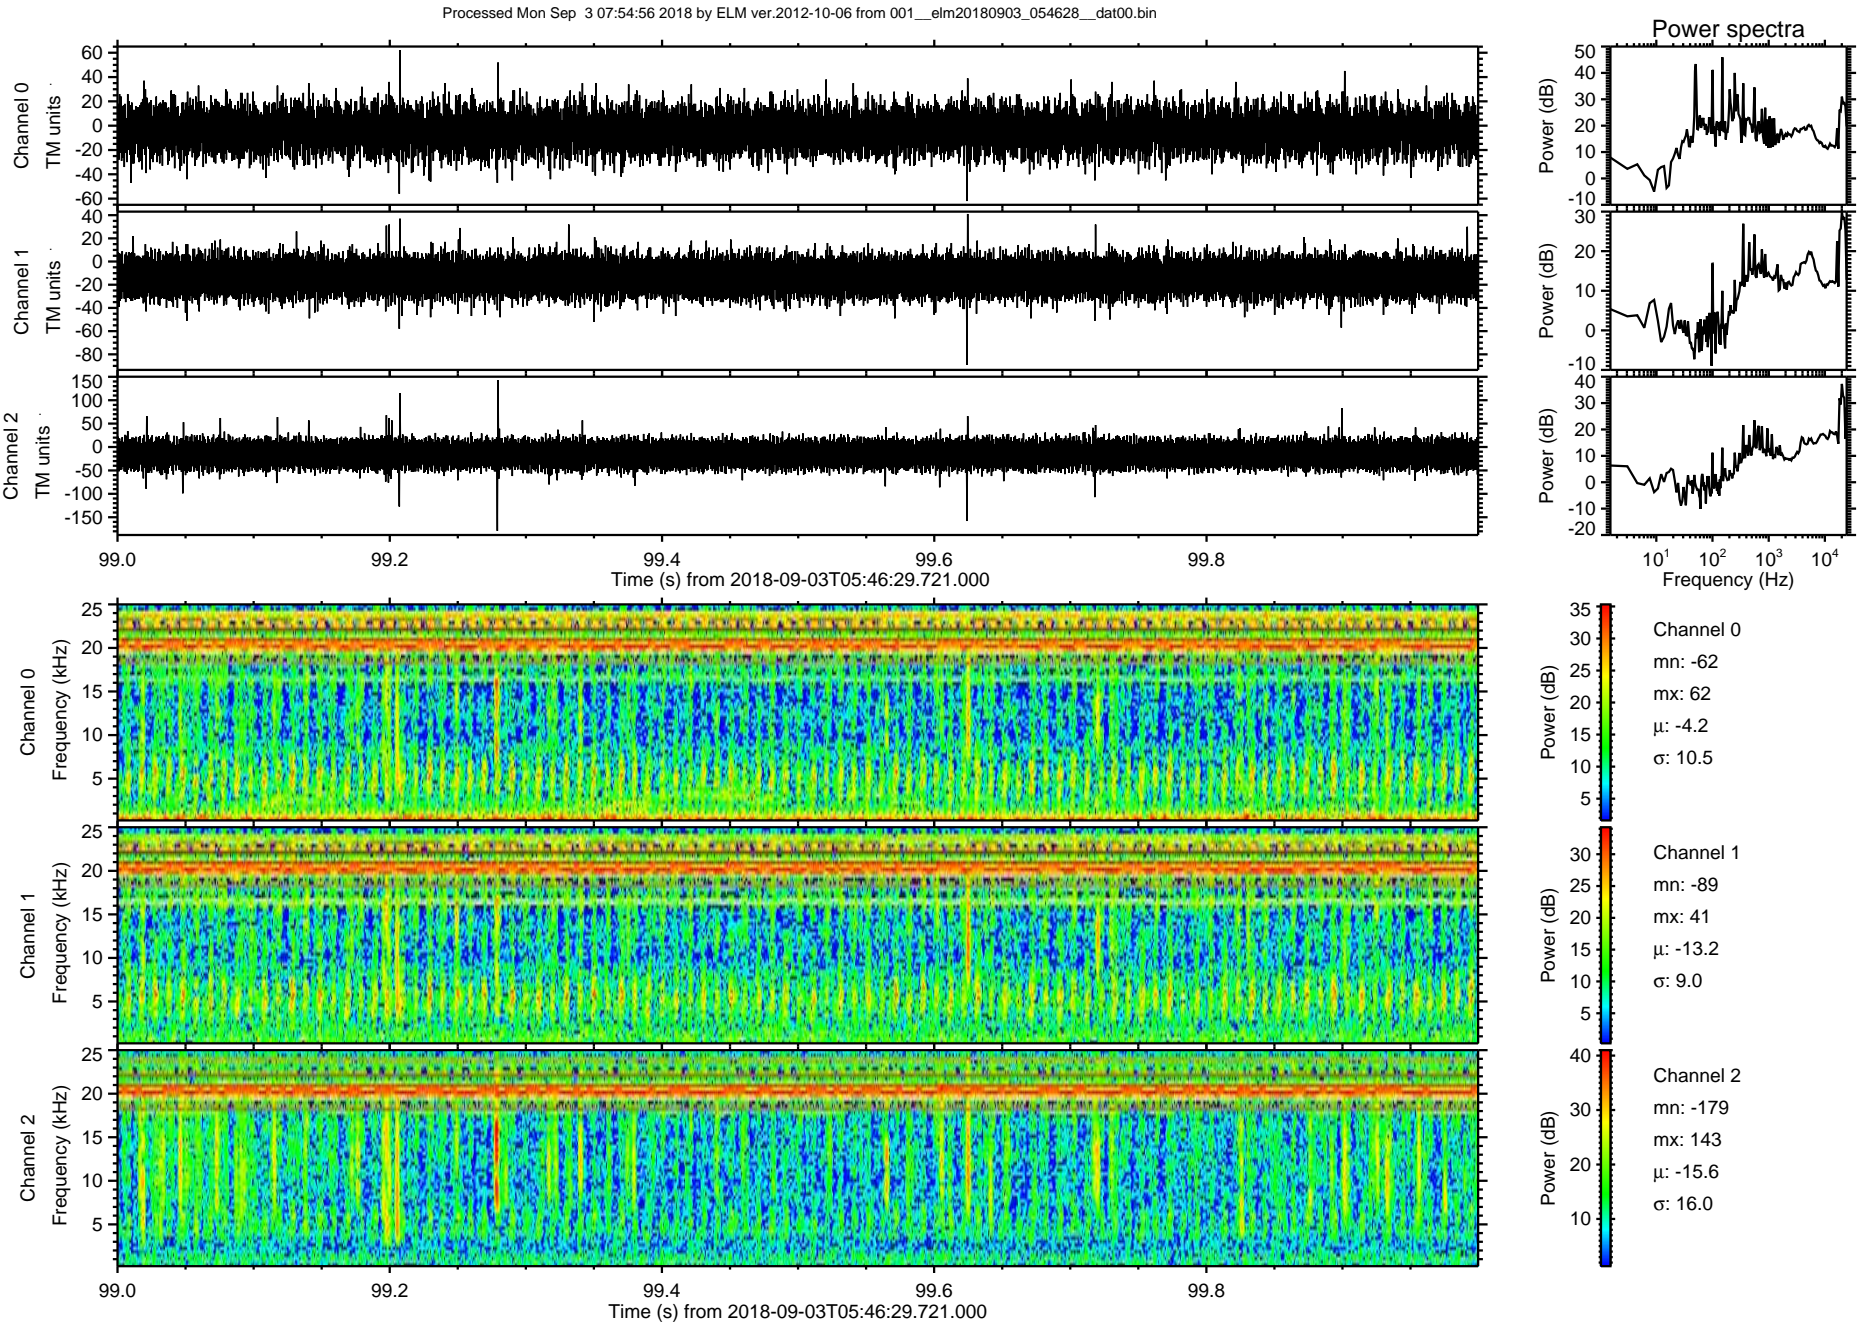 Processed Mon Sep  3 07:54:56 2018 by ELM ver.2012-10-06 from 001__elm20180903_054628__dat00.bin
Power spectra
Channel 0
TM units
60
40
20
0
-20
-40
-60
Power (dB)
50
40
30
20
10
0
-10
Channel 1
TM units
40
20
0
-20
-40
-60
-80
Power (dB)
30
20
10
0
-10
Channel 2
TM units
150
100
50
0
-50
-100
-150
Power (dB)
40
30
20
10
0
-10
-20
99.0 99.2 99.4 99.6 99.8
Time (s) from 2018-09-03T05:46:29.721.000
10¹ 10² 10³ 10⁴
Frequency (Hz)
Channel 0
Frequency (kHz)
25
20
15
10
5
Power (dB)
35
30
25
20
15
10
5
Channel 0
mn: -62
mx: 62
μ: -4.2
σ: 10.5
Channel 1
Frequency (kHz)
25
20
15
10
5
Power (dB)
30
25
20
15
10
5
Channel 1
mn: -89
mx: 41
μ: -13.2
σ: 9.0
Channel 2
Frequency (kHz)
25
20
15
10
5
Power (dB)
40
30
20
10
Channel 2
mn: -179
mx: 143
μ: -15.6
σ: 16.0
99.0 99.2 99.4 99.6 99.8
Time (s) from 2018-09-03T05:46:29.721.000